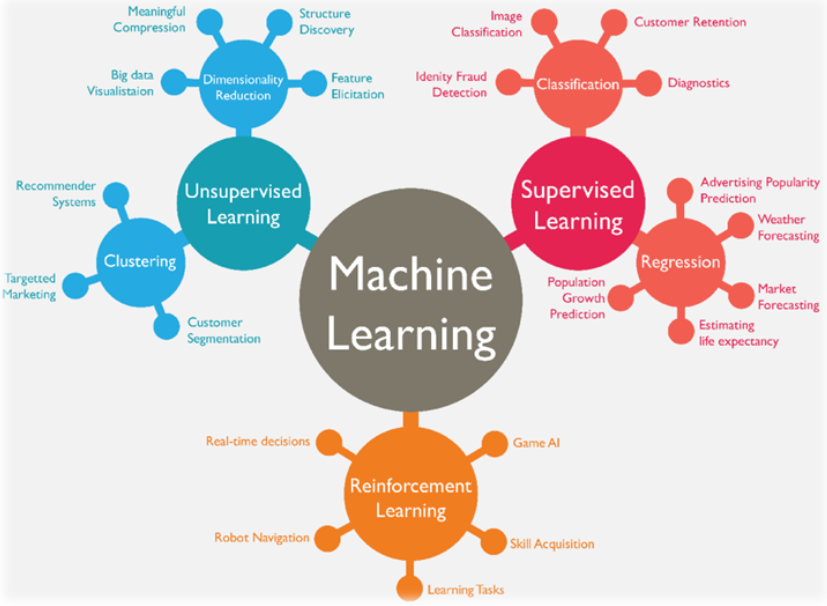 Meaningful
Compression
Structure
Discovery
Big data
Visualistaion
Dimensionality
Reduction
Feature
Elicitation
Unsupervised
Learning
Recommender
Systems
Clustering
Targetted
Marketing
Customer
Segmentation
Machine
Learning
Image
Classification
Customer Retention
Idenity Fraud
Detection
Classification
Diagnostics
Supervised
Learning
Advertising Popularity
Prediction
Weather
Forecasting
Regression
Population
Growth
Prediction
Market
Forecasting
Estimating
life expectancy
Real-time decisions
Game AI
Reinforcement
Learning
Robot Navigation
Skill Acquisition
Learning Tasks